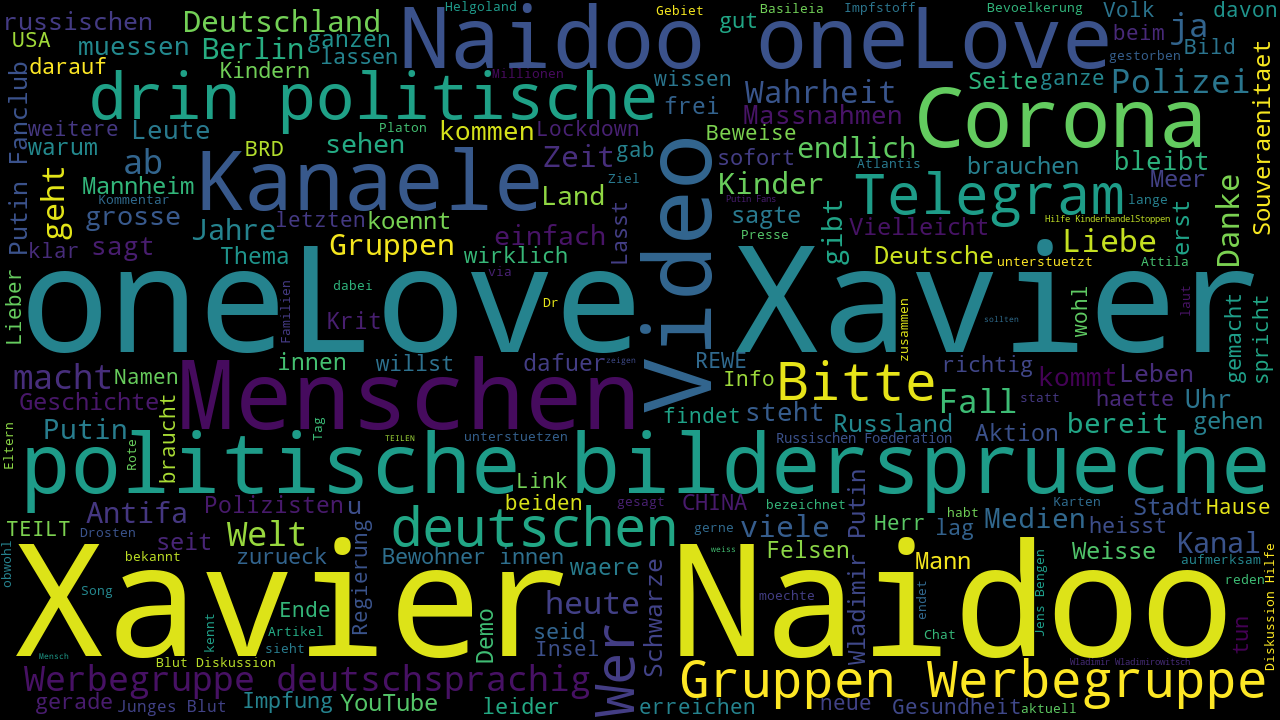 russischen Deutschland Helgoland Naidoo oneLove Gebiet gut Basileia Impfstoff Bevoelkerung Volk davon
USA muessen Berlin ganzen lassen beim ja Bild gestorben
darauf Kindern drin politische Millionen wissen Wahrheit Seite ganze Polizei
Putin Fanclub weitere Leute Platon kommen Lockdown frei Massnahmen Corona Souveraenitaet
warum ab BRD sehen Zeit gab Beweise endlich sofort Atlantis brauchen bleibt
geht Mannheim Kommentar Kanaele Land Ziel Video Kinder Putin Fans Telegram lange Meer Danke
grosse Jahre letzten koennt Lasst sagte Presse gibt Vielleicht Hilfe KinderhandelStoppen erst
klar sagt Thema Gruppen wirklich einfach Deutsche unterstuetzt Liebe Attila
Lieber oneLove Familien dabei via Dr Xavier sollten wohl laut gemacht spricht
Krit zusammen
macht Namen innen willst dafuer zeigen REWE Info Bitte richtig kommt Leben
Geschichte Menschen findet steht Fall statt haette Uhr
Eltern Putin Rote braucht Tag TEILEN unterstuetzen Russland Russischen Foederation Aktion bereit gehen
politische bildersprueche
Antifa Polizisten u Link beiden gesagt CHINA bezeichnet habt Karten Stadt Hause
TEILT Drosten seit Welt deutschen gerne viele Wladimir Putin Herr lag Medien heisst Kanal
obwohl bekannt zurueck Regierung Bewohner innen waere weiss Felsen Mann Weisse aufmerksam
Song Xavier Naidoo reden
kennt Artikel sieht Ende Demo heute seid Insel Schwarze moechte endet Chat Jens Bengen tun Diskussion Hilfe
Mensch Blut Diskussion Wer Wladimir Wladimirowitsch
Werbegruppe deutschsprachig Gruppen Werbegruppe
gerade Junges Blut Impfung YouTube leider erreichen neue Gesundheit aktuell